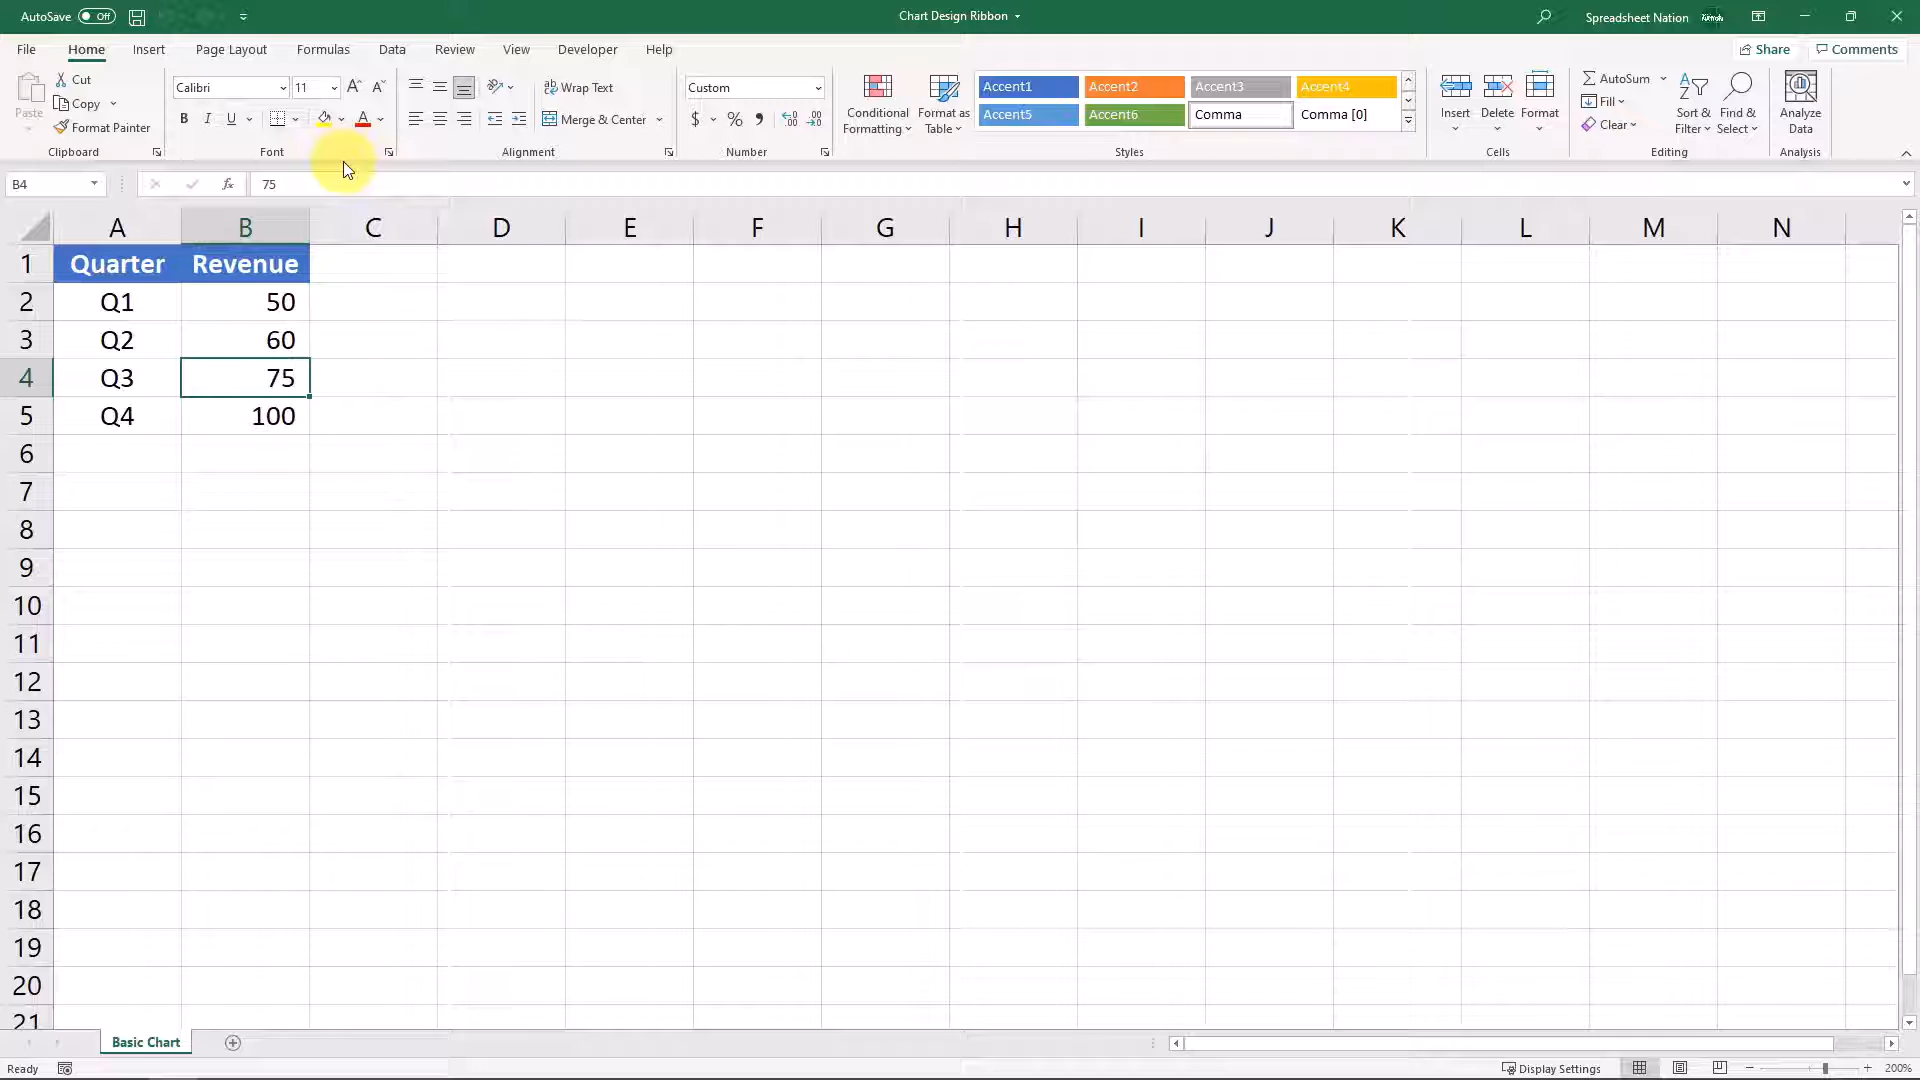 AutoSave Off Chart Design Ribbon Spreadsheet Nation
File Home Insert Page Layout Formulas Data Review View Developer Help Share Comments
Paste
Cut
Copy
Format Painter
Clipboard
Calibri 11
B I U A
Font
Wrap Text
Merge & Center
Alignment
Custom
$ % 9
Number
Conditional Formatting
Format as Table
Accent1 Accent2 Accent3 Accent4
Accent5 Accent6 Comma Comma [0]
Styles
Insert Delete Format
Cells
AutoSum
Fill
Clear
Sort & Filter
Find & Select
Editing
Analyze Data
Analysis
B4 fx 75
A B C D E F G H I J K L M N
1 Quarter Revenue
2 Q1 50
3 Q2 60
4 Q3 75
5 Q4 100
6
7
8
9
10
11
12
13
14
15
16
17
18
19
20
21
Basic Chart
Ready Display Settings 200%